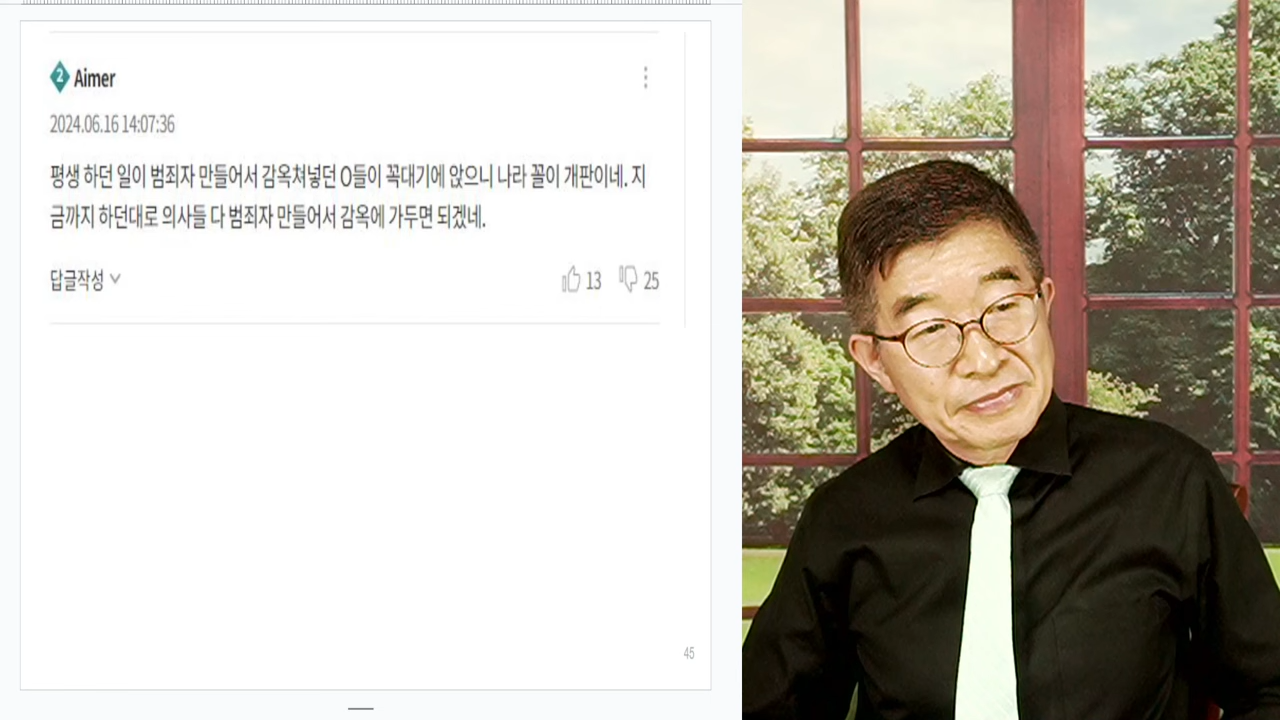 2 Aimer
2024.06.16 14:07:36
평생 하던 일이 범죄자 만들어서 감옥쳐넣던 O들이 꼭대기에 앉으니 나라 꼴이 개판이네. 지
금까지 하던대로 의사들 다 범죄자 만들어서 감옥에 가두면 되겠네.
답글작성 13 25
45